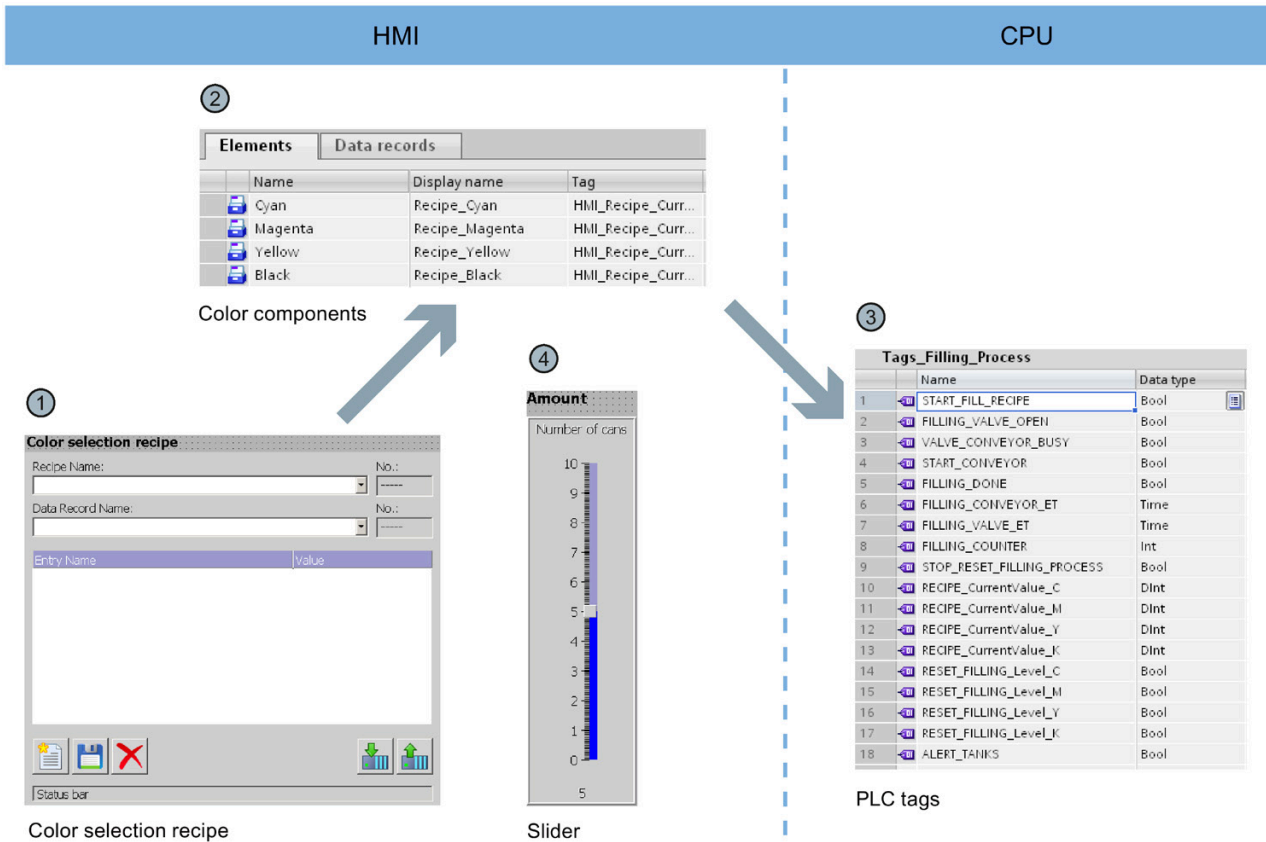 HMI
CPU
2
Elements Data records
Name Display name Tag
Cyan Recipe_Cyan HMI_Recipe_Curr...
Magenta Recipe_Magenta HMI_Recipe_Curr...
Yellow Recipe_Yellow HMI_Recipe_Curr...
Black Recipe_Black HMI_Recipe_Curr...
Color components
1
Color selection recipe
Recipe Name: No.:
-----
Data Record Name: No.:
-----
Entry Name Value
Status bar
Color selection recipe
4
Amount
Number of cans
10
9
8
7
6
5
4
3
2
1
0
5
Slider
3
Tags_Filling_Process
Name Data type
1 START_FILL_RECIPE Bool
2 FILLING_VALVE_OPEN Bool
3 VALVE_CONVEYOR_BUSY Bool
4 START_CONVEYOR Bool
5 FILLING_DONE Bool
6 FILLING_CONVEYOR_ET Time
7 FILLING_VALVE_ET Time
8 FILLING_COUNTER Int
9 STOP_RESET_FILLING_PROCESS Bool
10 RECIPE_CurrentValue_C DInt
11 RECIPE_CurrentValue_M DInt
12 RECIPE_CurrentValue_Y DInt
13 RECIPE_CurrentValue_K DInt
14 RESET_FILLING_Level_C Bool
15 RESET_FILLING_Level_M Bool
16 RESET_FILLING_Level_Y Bool
17 RESET_FILLING_Level_K Bool
18 ALERT_TANKS Bool
PLC tags